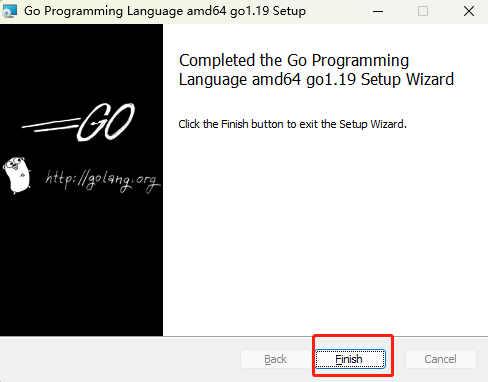 Go Programming Language amd64 go1.19 Setup
Completed the Go Programming
Language amd64 go1.19 Setup Wizard
Click the Finish button to exit the Setup Wizard.
GO
http://golang.org
Back
Finish
Cancel